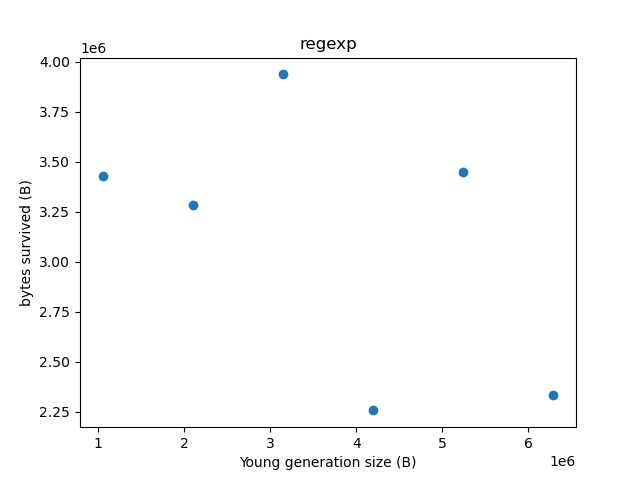 regexp
1e6
4.00
3.75
3.50
3.25
3.00
2.75
2.50
2.25
bytes survived (B)
1 2 3 4 5 6
1e6
Young generation size (B)